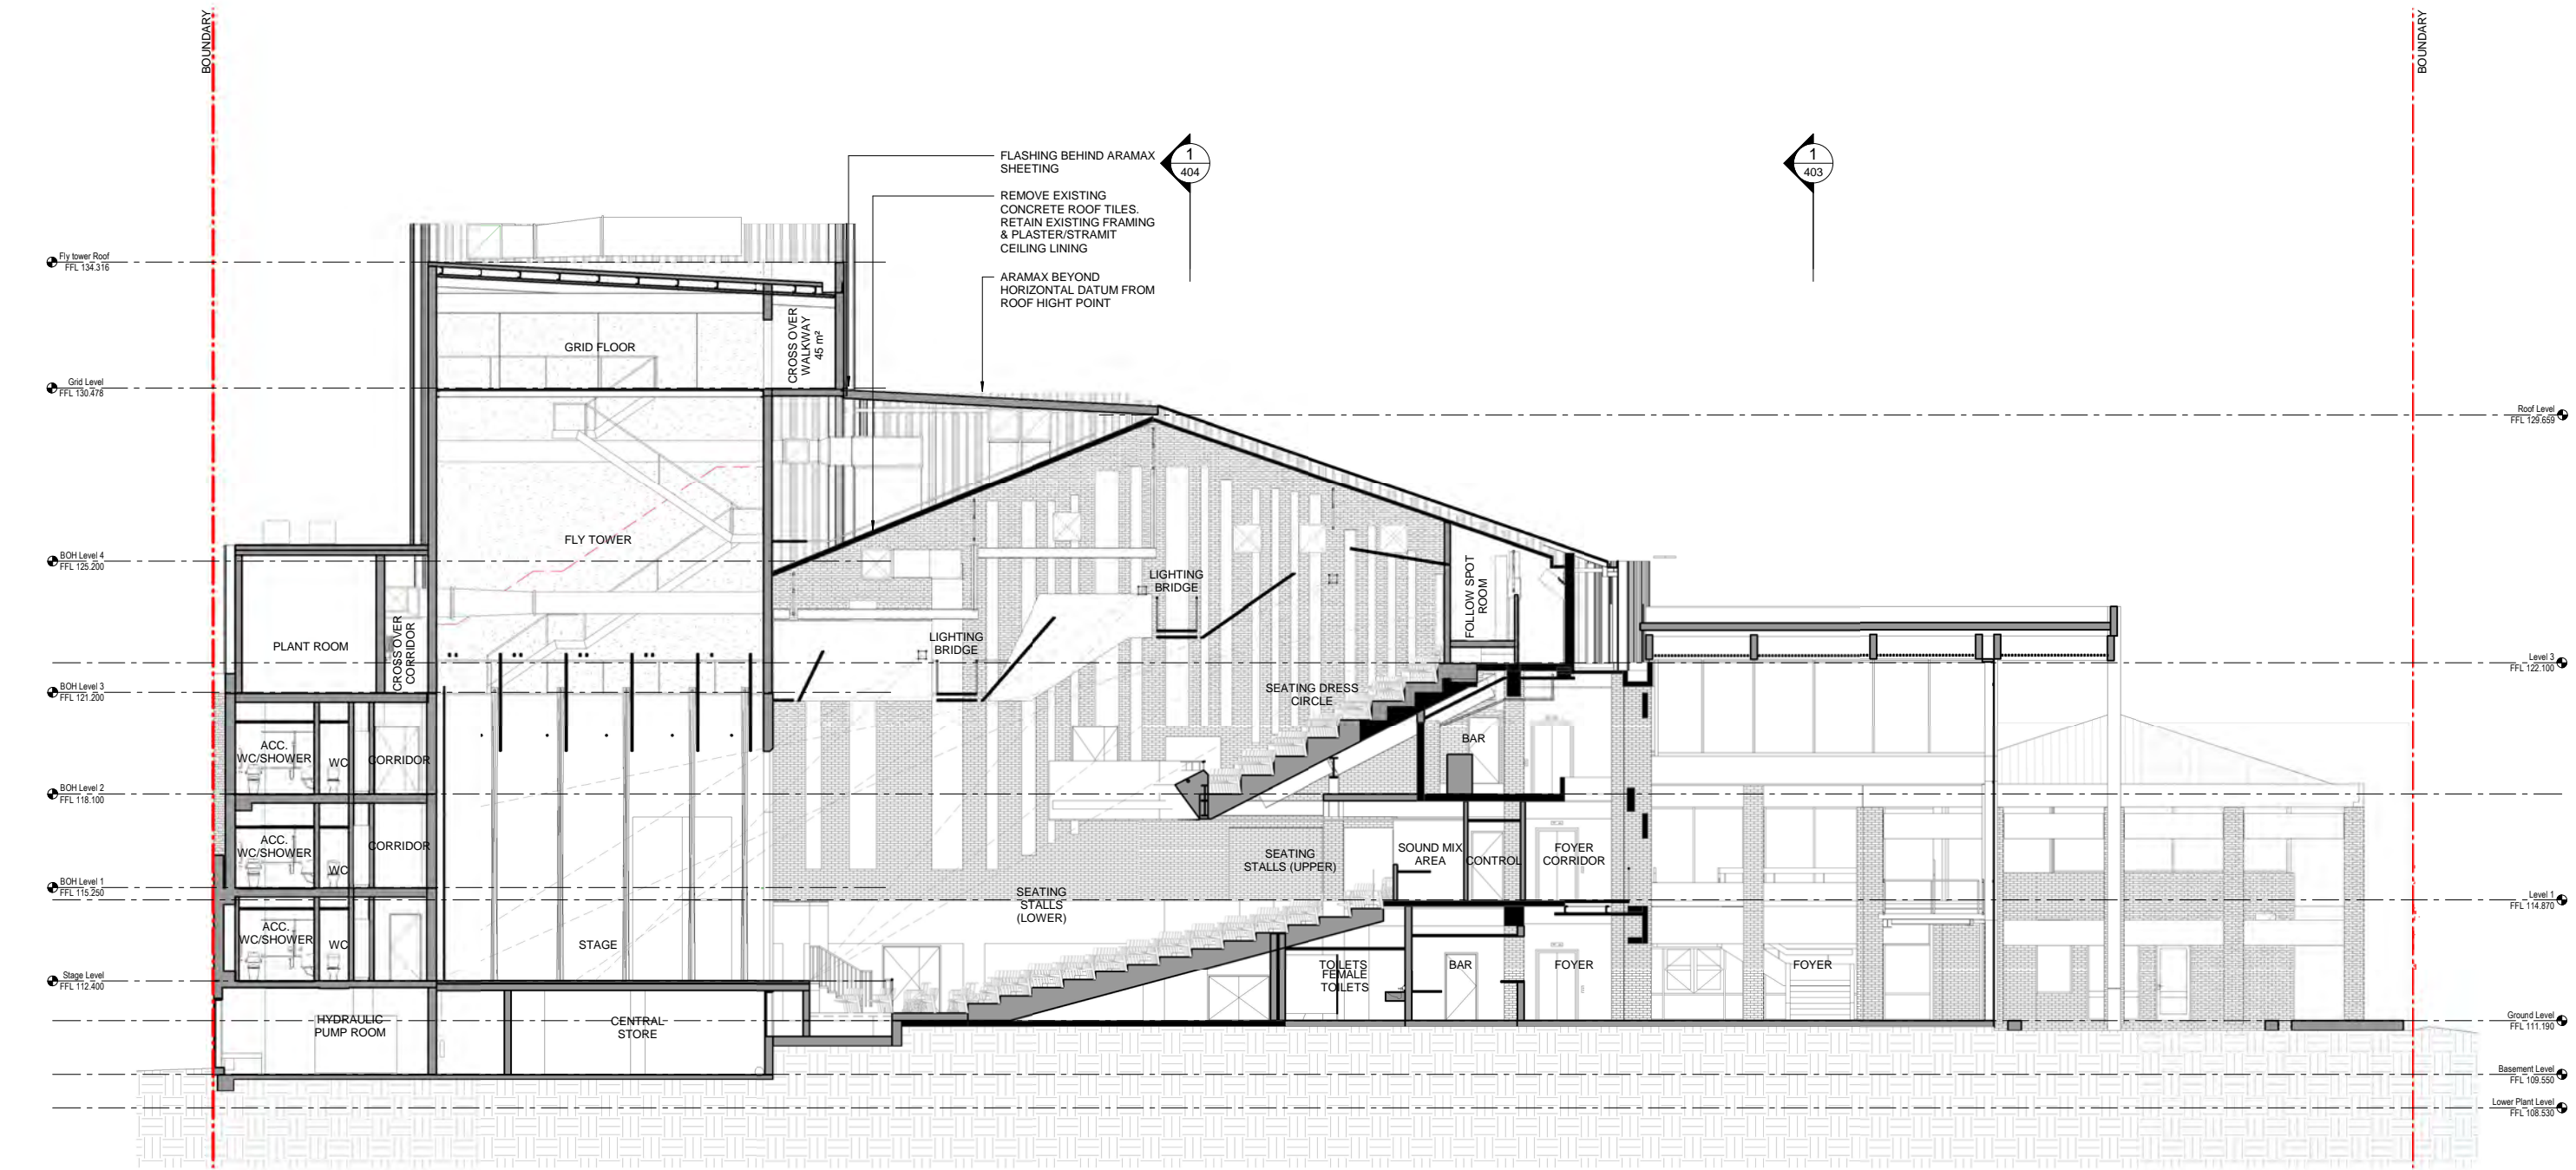 BOUNDARY
BOUNDARY
FLASHING BEHIND ARAMAX
SHEETING
1
404
1
403
REMOVE EXISTING
CONCRETE ROOF TILES.
RETAIN EXISTING FRAMING
& PLASTER/STRAMIT
CEILING LINING
ARAMAX BEYOND
HORIZONTAL DATUM FROM
ROOF HIGHT POINT
Fly tower Roof
FFL 134.316
GRID FLOOR
CROSS OVER
WALKWAY
45 m²
Grid Level
FFL 130.478
Roof Level
FFL 129.659
FLY TOWER
BOH Level 4
FFL 125.200
LIGHTING
BRIDGE
FOLLOW SPOT
ROOM
PLANT ROOM
CROSS OVER
CORRIDOR
LIGHTING
BRIDGE
Level 3
FFL 122.100
BOH Level 3
FFL 121.200
SEATING DRESS
CIRCLE
ACC.
WC/SHOWER
WC
CORRIDOR
BAR
BOH Level 2
FFL 118.100
ACC.
WC/SHOWER
WC
CORRIDOR
SEATING
STALLS (UPPER)
SOUND MIX
AREA
CONTROL
FOYER
CORRIDOR
BOH Level 1
FFL 115.250
SEATING
STALLS
(LOWER)
Level 1
FFL 114.870
ACC.
WC/SHOWER
WC
STAGE
TOILETS
FEMALE
TOILETS
BAR
FOYER
FOYER
Stage Level
FFL 112.400
HYDRAULIC
PUMP ROOM
CENTRAL
STORE
Ground Level
FFL 111.190
Basement Level
FFL 109.550
Lower Plant Level
FFL 108.530